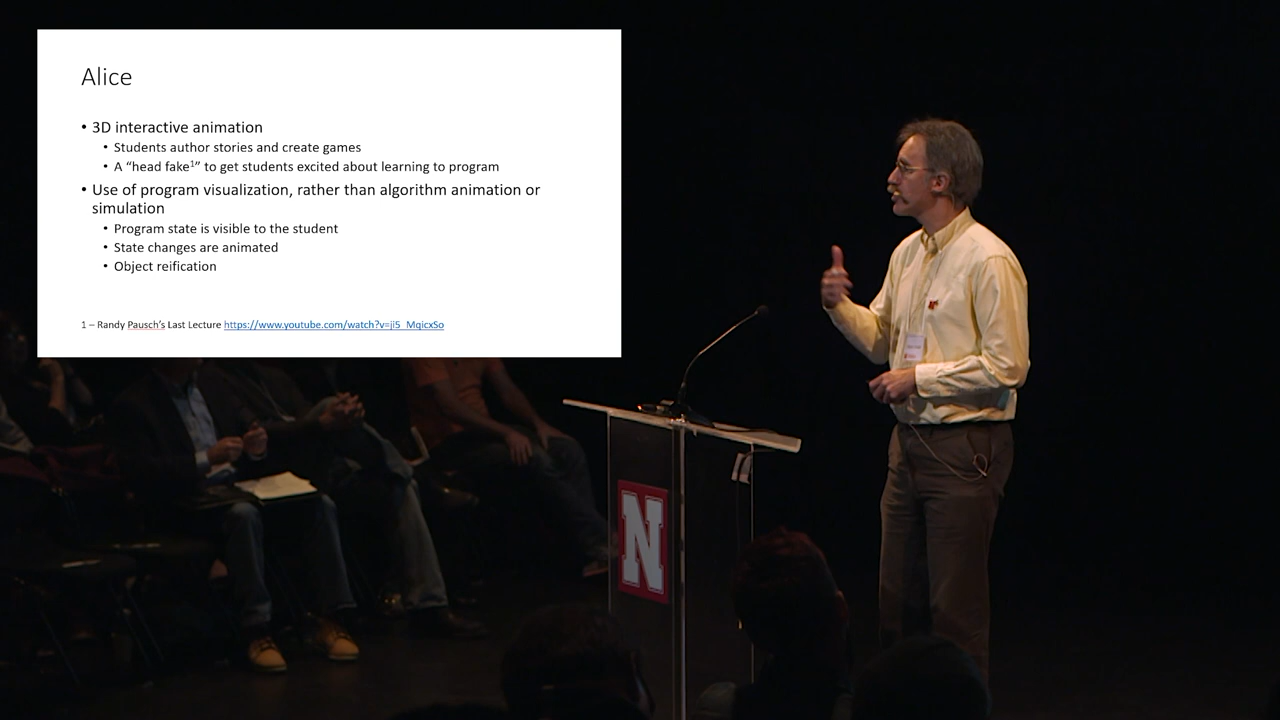 Alice
• 3D interactive animation
• Students author stories and create games
• A “head fake¹” to get students excited about learning to program
• Use of program visualization, rather than algorithm animation or
simulation
• Program state is visible to the student
• State changes are animated
• Object reification
1 – Randy Pausch’s Last Lecture https://www.youtube.com/watch?v=ji5_MqicxSo
N